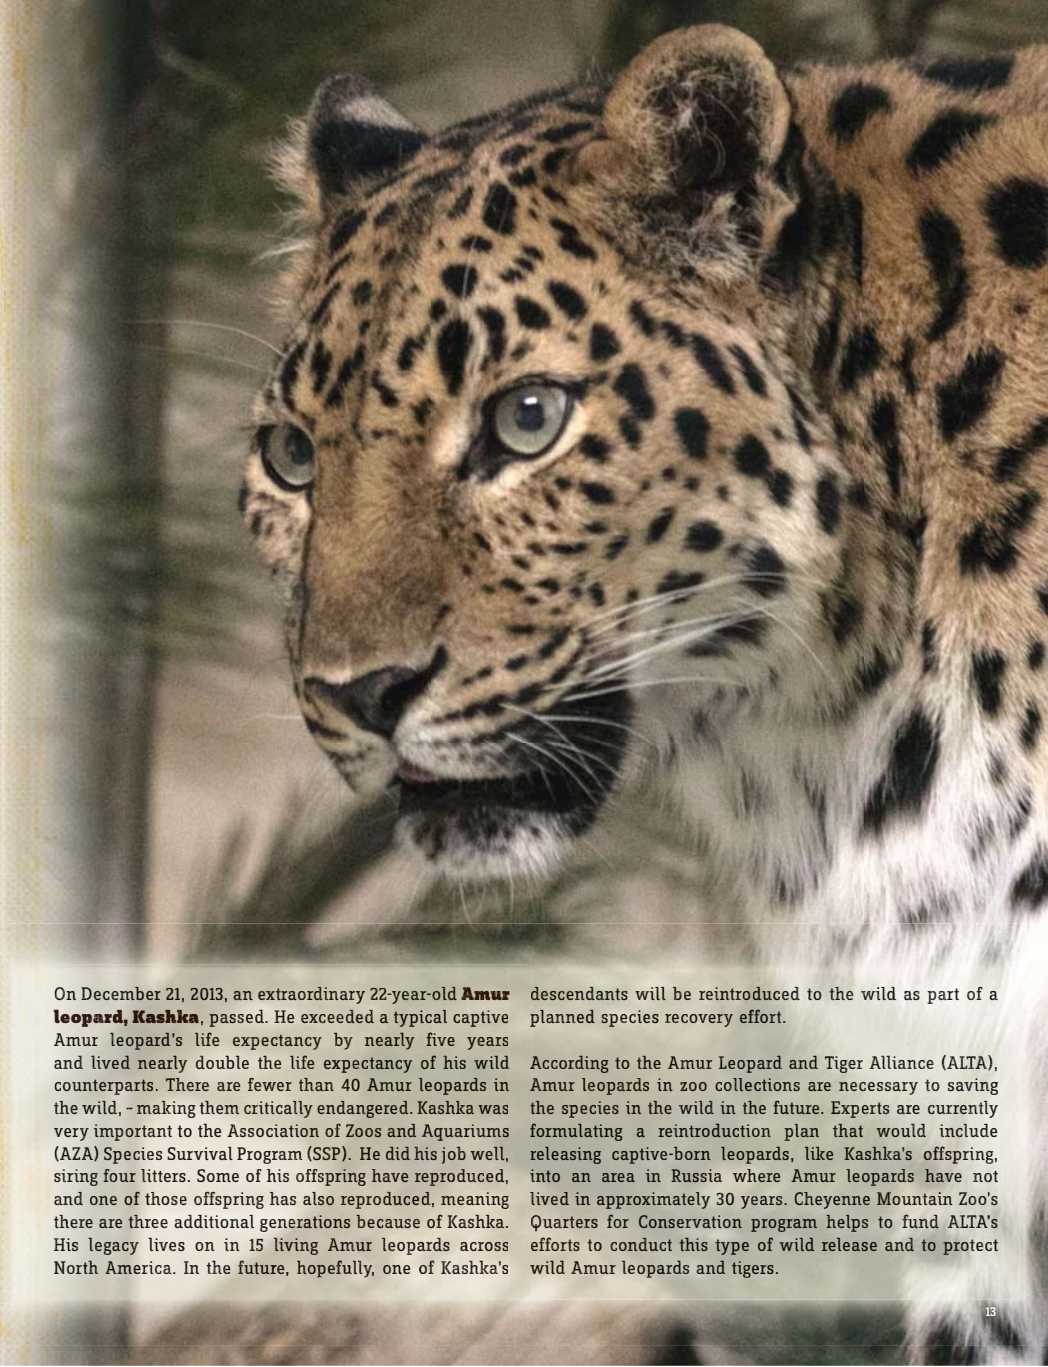 On December 21, 2013, an extraordinary 22-year-old Amur
leopard, Kashka, passed. He exceeded a typical captive
Amur leopard's life expectancy by nearly five years
and lived nearly double the life expectancy of his wild
counterparts. There are fewer than 40 Amur leopards in
the wild, – making them critically endangered. Kashka was
very important to the Association of Zoos and Aquariums
(AZA) Species Survival Program (SSP). He did his job well,
siring four litters. Some of his offspring have reproduced,
and one of those offspring has also reproduced, meaning
there are three additional generations because of Kashka.
His legacy lives on in 15 living Amur leopards across
North America. In the future, hopefully, one of Kashka's
descendants will be reintroduced to the wild as part of a
planned species recovery effort.
According to the Amur Leopard and Tiger Alliance (ALTA),
Amur leopards in zoo collections are necessary to saving
the species in the wild in the future. Experts are currently
formulating a reintroduction plan that would include
releasing captive-born leopards, like Kashka's offspring,
into an area in Russia where Amur leopards have not
lived in approximately 30 years. Cheyenne Mountain Zoo's
Quarters for Conservation program helps to fund ALTA's
efforts to conduct this type of wild release and to protect
wild Amur leopards and tigers.
13